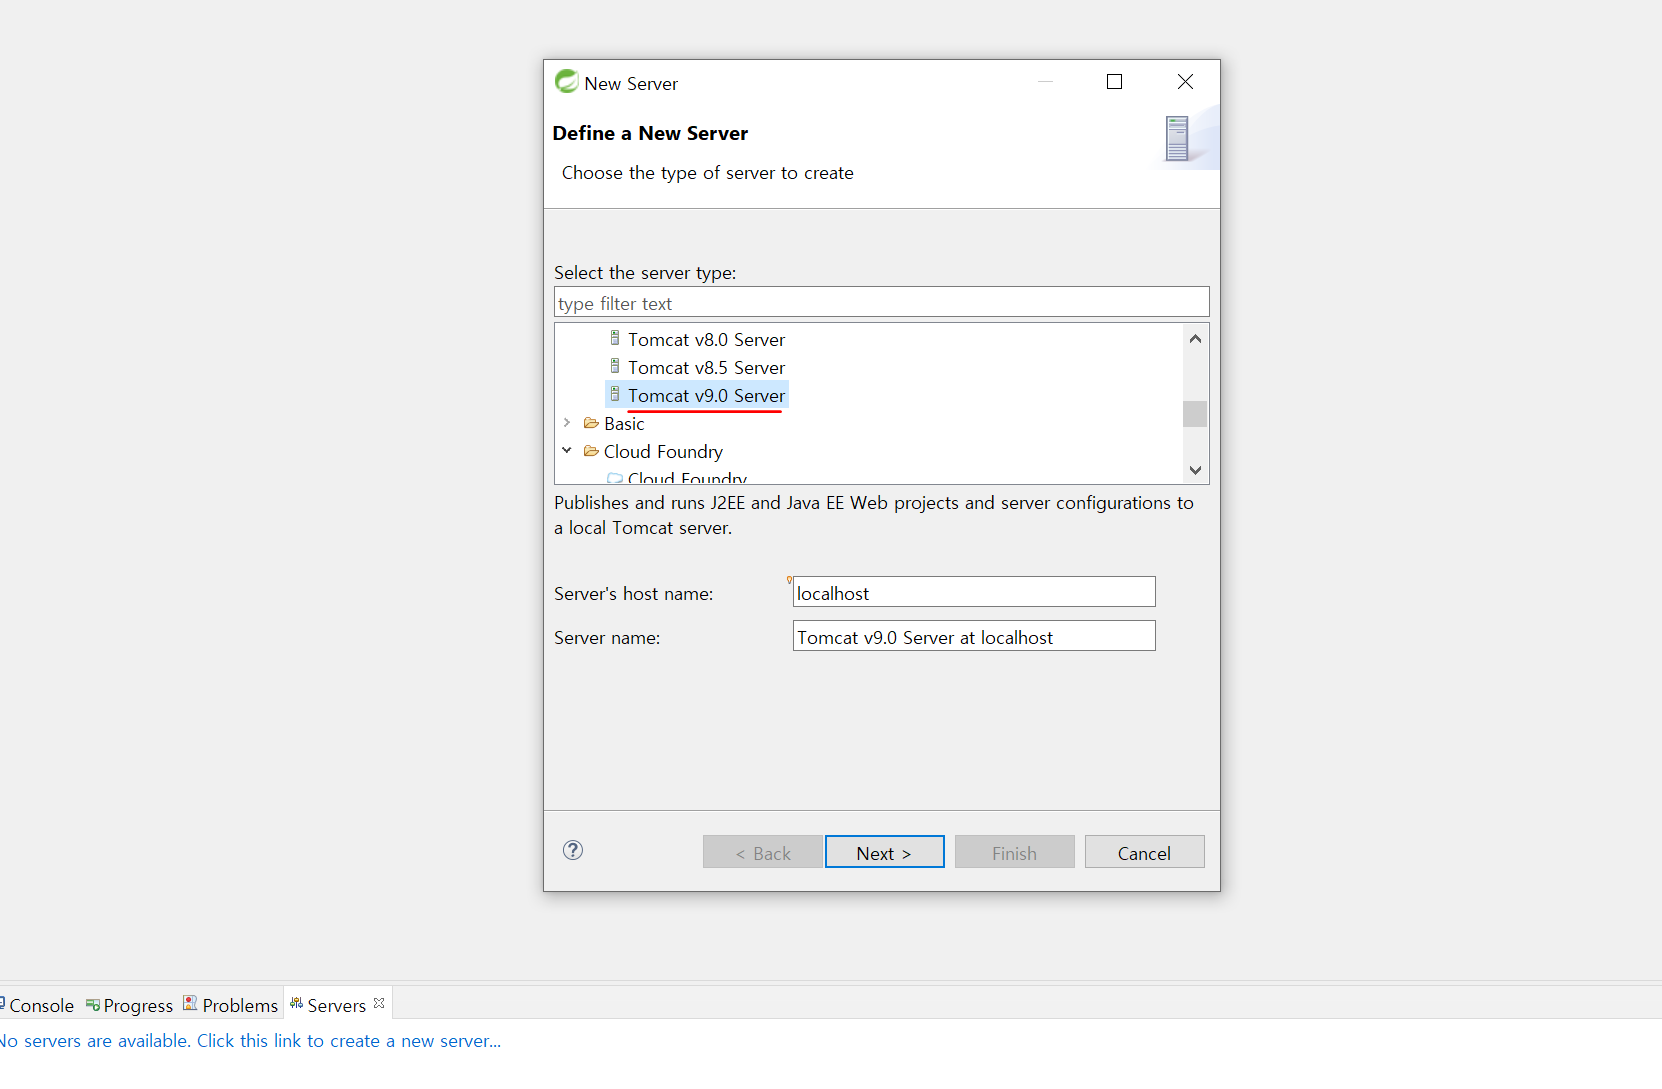 New Server
Define a New Server
Choose the type of server to create
Select the server type:
type filter text
Tomcat v8.0 Server
Tomcat v8.5 Server
Tomcat v9.0 Server
Basic
Cloud Foundry
Cloud Foundry
Publishes and runs J2EE and Java EE Web projects and server configurations to
a local Tomcat server.
Server's host name: localhost
Server name: Tomcat v9.0 Server at localhost
< Back Next > Finish Cancel
Console Progress Problems Servers
No servers are available. Click this link to create a new server...